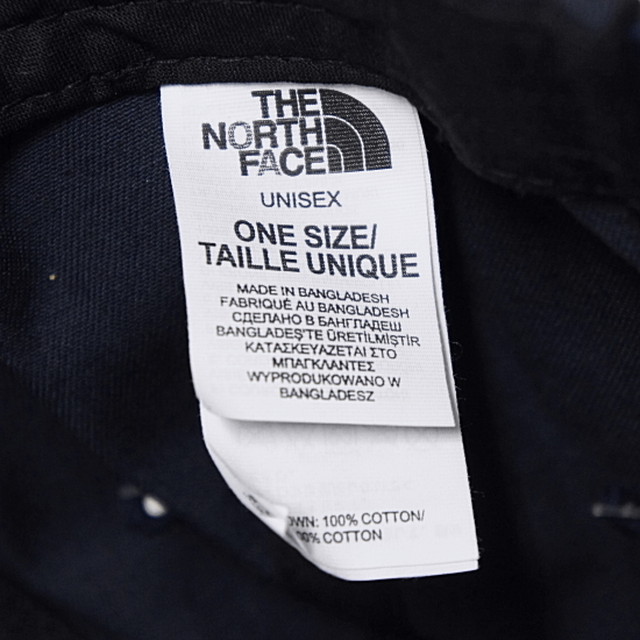 THE
NORTH
FACE
UNISEX
ONE SIZE/
TAILLE UNIQUE
MADE IN BANGLADESH
FABRIQUÉ AU BANGLADESH
СДЕЛАНО В БАНГЛАДЕШ
BANGLADEŞ'TE ÜRETİLMİŞTİR
ΚΑΤΑΣΚΕΥΑΖΕΤΑΙ ΣΤΟ
ΜΠΑΓΚΛΑΝΤΕΣ
WYPRODUKOWANO W
BANGLADESZ
100% COTTON/
COTTON